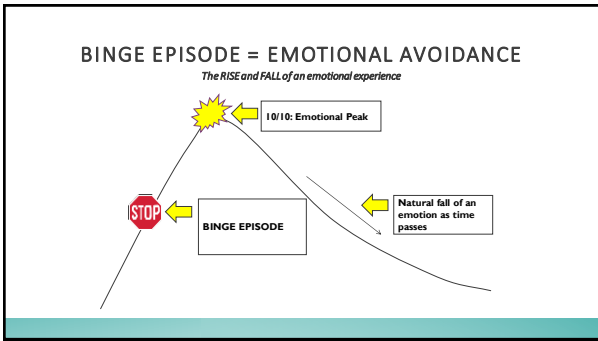 BINGE EPISODE = EMOTIONAL AVOIDANCE
The RISE and FALL of an emotional experience
10/10: Emotional Peak
STOP
BINGE EPISODE
Natural fall of an
emotion as time
passes